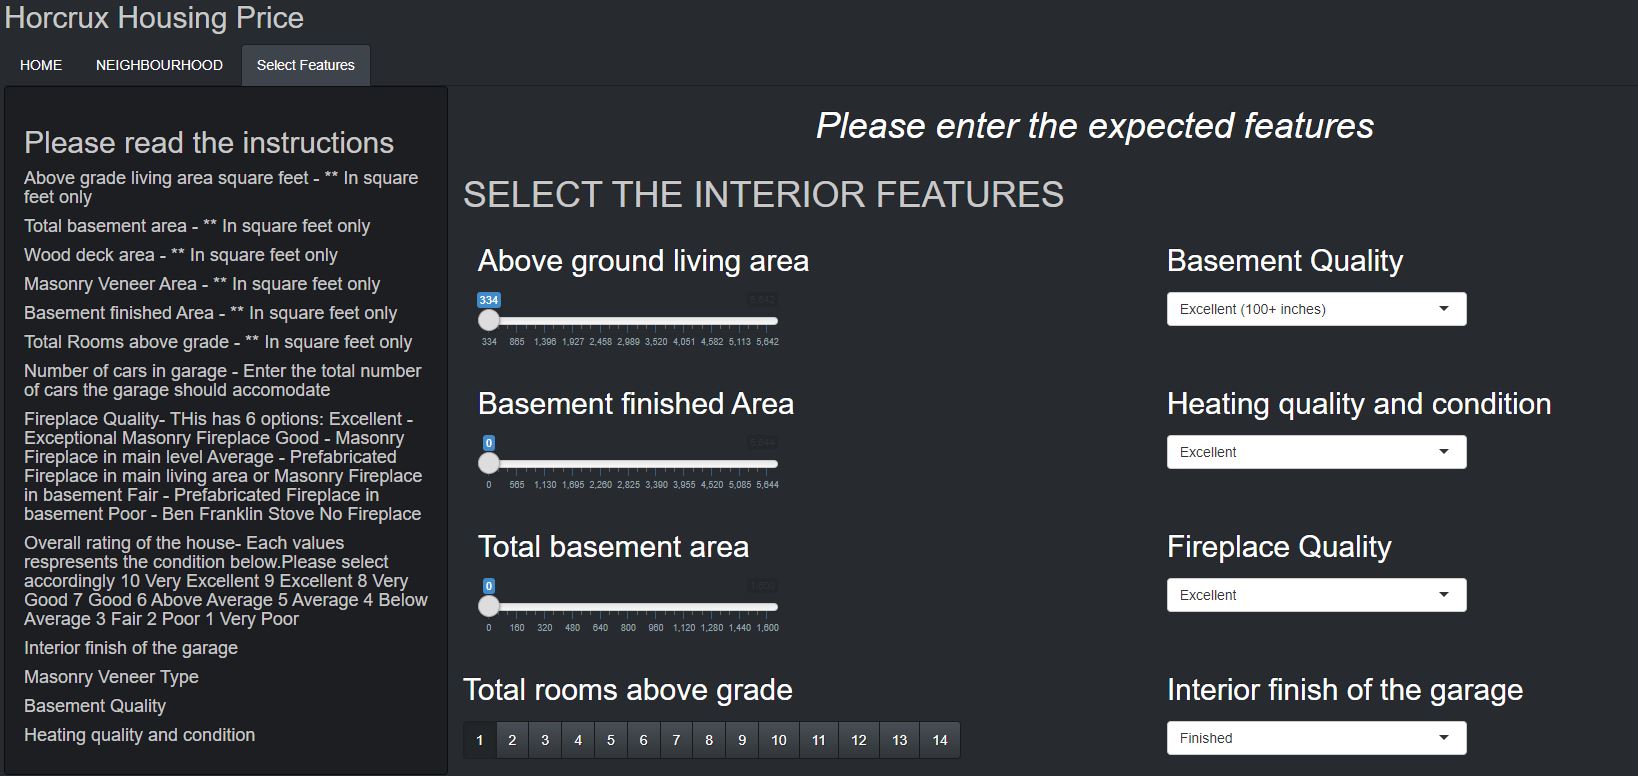 Horcrux Housing Price
HOME NEIGHBOURHOOD Select Features
Please read the instructions
Above grade living area square feet - ** In square
feet only
Total basement area - ** In square feet only
Wood deck area - ** In square feet only
Masonry Veneer Area - ** In square feet only
Basement finished Area - ** In square feet only
Total Rooms above grade - ** In square feet only
Number of cars in garage - Enter the total number
of cars the garage should accomodate
Fireplace Quality- THis has 6 options: Excellent -
Exceptional Masonry Fireplace Good - Masonry
Fireplace in main level Average - Prefabricated
Fireplace in main living area or Masonry Fireplace
in basement Fair - Prefabricated Fireplace in
basement Poor - Ben Franklin Stove No Fireplace
Overall rating of the house- Each values
respresents the condition below.Please select
accordingly 10 Very Excellent 9 Excellent 8 Very
Good 7 Good 6 Above Average 5 Average 4 Below
Average 3 Fair 2 Poor 1 Very Poor
Interior finish of the garage
Masonry Veneer Type
Basement Quality
Heating quality and condition
Please enter the expected features
SELECT THE INTERIOR FEATURES
Above ground living area
334 5,642
334 865 1,396 1,927 2,458 2,989 3,520 4,051 4,582 5,113 5,642
Basement Quality
Excellent (100+ inches)
Basement finished Area
0 5,644
0 565 1,130 1,695 2,260 2,825 3,390 3,955 4,520 5,085 5,644
Heating quality and condition
Excellent
Total basement area
0 1,600
0 160 320 480 640 800 960 1,120 1,280 1,440 1,600
Fireplace Quality
Excellent
Total rooms above grade
1 2 3 4 5 6 7 8 9 10 11 12 13 14
Interior finish of the garage
Finished